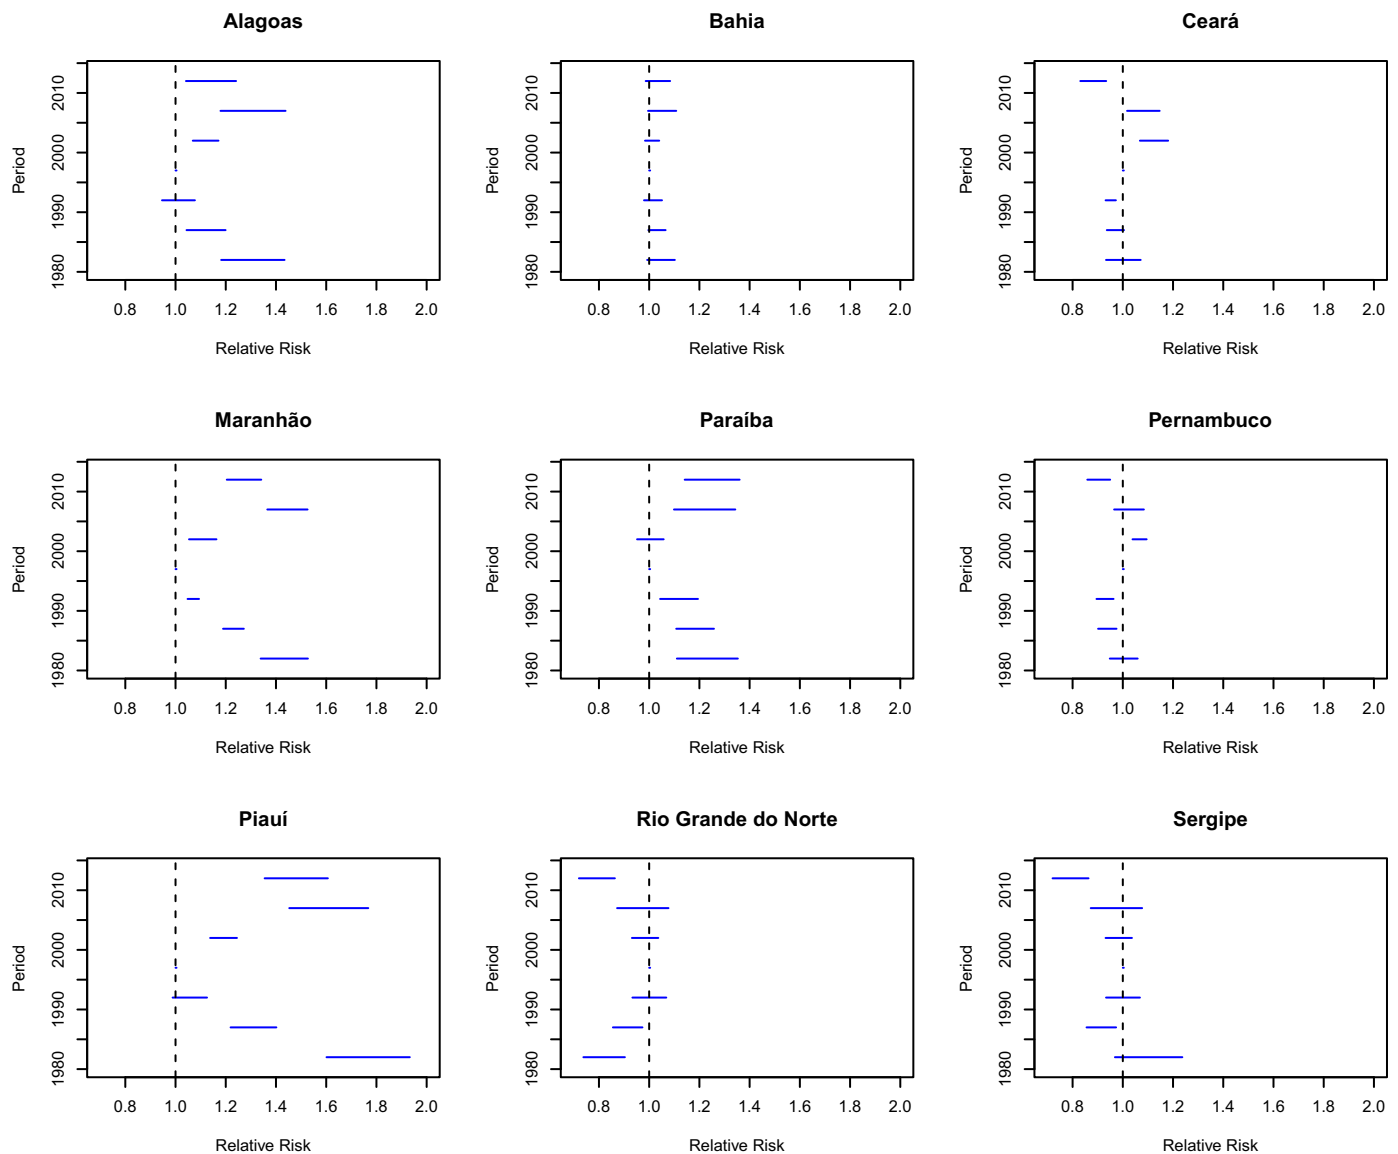 Alagoas
Period
2010
2000
1990
1980
0.8 1.0 1.2 1.4 1.6 1.8 2.0
Relative Risk
Bahia
Period
2010
2000
1990
1980
0.8 1.0 1.2 1.4 1.6 1.8 2.0
Relative Risk
Ceará
Period
2010
2000
1990
1980
0.8 1.0 1.2 1.4 1.6 1.8 2.0
Relative Risk
Maranhão
Period
2010
2000
1990
1980
0.8 1.0 1.2 1.4 1.6 1.8 2.0
Relative Risk
Paraíba
Period
2010
2000
1990
1980
0.8 1.0 1.2 1.4 1.6 1.8 2.0
Relative Risk
Pernambuco
Period
2010
2000
1990
1980
0.8 1.0 1.2 1.4 1.6 1.8 2.0
Relative Risk
Piauí
Period
2010
2000
1990
1980
0.8 1.0 1.2 1.4 1.6 1.8 2.0
Relative Risk
Rio Grande do Norte
Period
2010
2000
1990
1980
0.8 1.0 1.2 1.4 1.6 1.8 2.0
Relative Risk
Sergipe
Period
2010
2000
1990
1980
0.8 1.0 1.2 1.4 1.6 1.8 2.0
Relative Risk